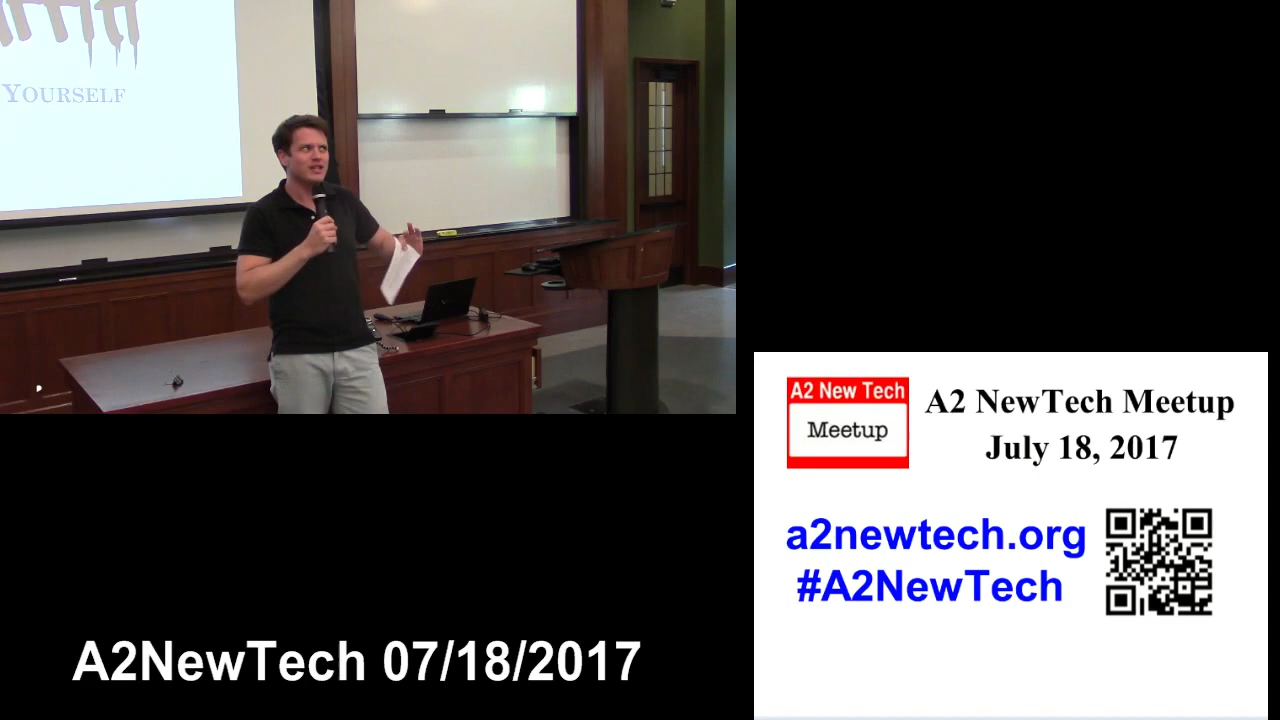 YOURSELF
A2 New Tech
Meetup
A2 NewTech Meetup
July 18, 2017
a2newtech.org
#A2NewTech
A2NewTech 07/18/2017